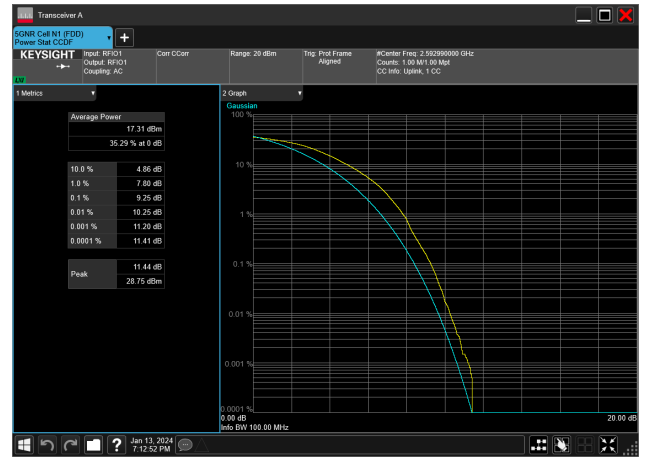 Transceiver A
5GNR Cell N1 (FDD)
Power Stat CCDF
KEYSIGHT
Input: RFIO1
Output: RFIO1
Coupling: AC
Corr CCorr
Range: 20 dBm
Trig: Prot Frame
Aligned
#Center Freq: 2.592990000 GHz
Counts: 1.00 M/1.00 Mpt
CC Info: Uplink, 1 CC
LXI
1 Metrics
Average Power
17.31 dBm
35.29 % at 0 dB
10.0 % 4.86 dB
1.0 % 7.80 dB
0.1 % 9.25 dB
0.01 % 10.25 dB
0.001 % 11.20 dB
0.0001 % 11.41 dB
Peak
11.44 dB
28.75 dBm
2 Graph
Gaussian
100 %
10 %
1 %
0.1 %
0.01 %
0.001 %
0.0001 %
0.00 dB
20.00 dB
Info BW 100.00 MHz
Jan 13, 2024
7:12:52 PM